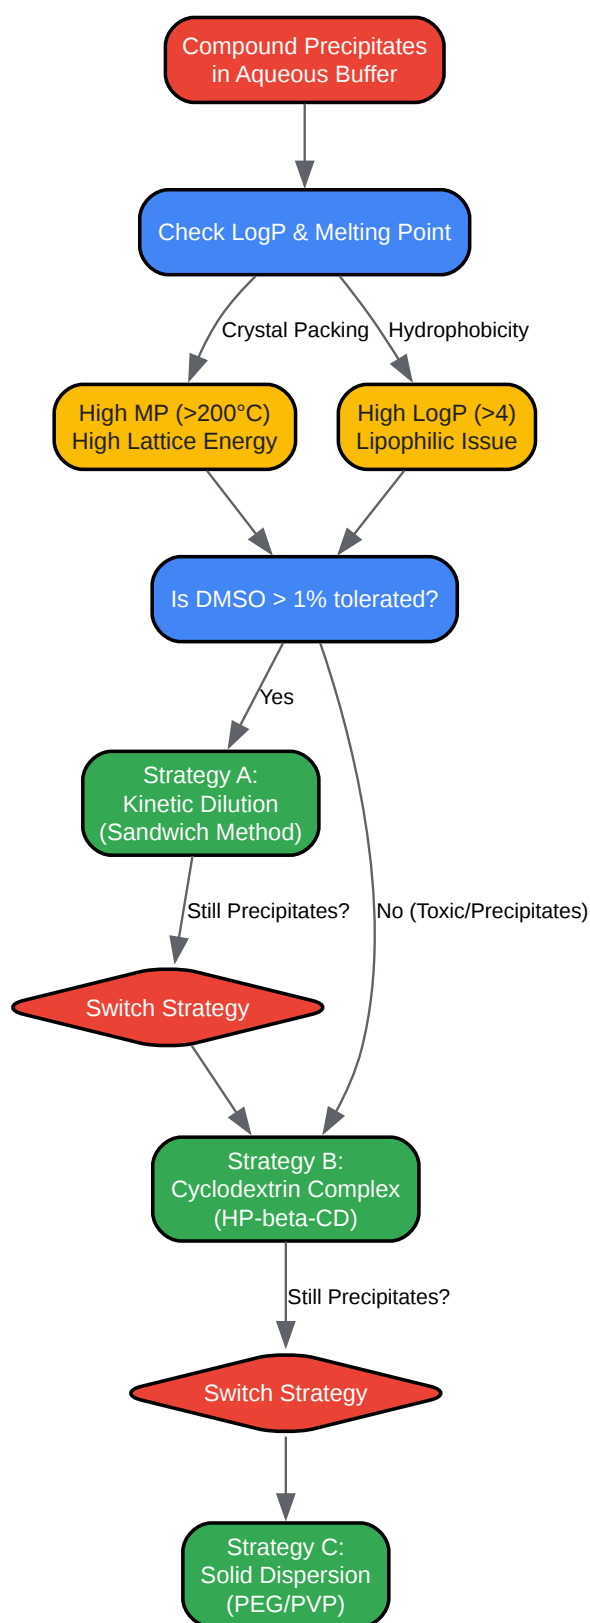 Compound Precipitates
in Aqueous Buffer
Check LogP & Melting Point
Crystal Packing
Hydrophobicity
High MP (>200°C)
High Lattice Energy
High LogP (>4)
Lipophilic Issue
Is DMSO > 1% tolerated?
Yes
Strategy A:
Kinetic Dilution
(Sandwich Method)
Still Precipitates?
No (Toxic/Precipitates)
Switch Strategy
Strategy B:
Cyclodextrin Complex
(HP-beta-CD)
Still Precipitates?
Switch Strategy
Strategy C:
Solid Dispersion
(PEG/PVP)